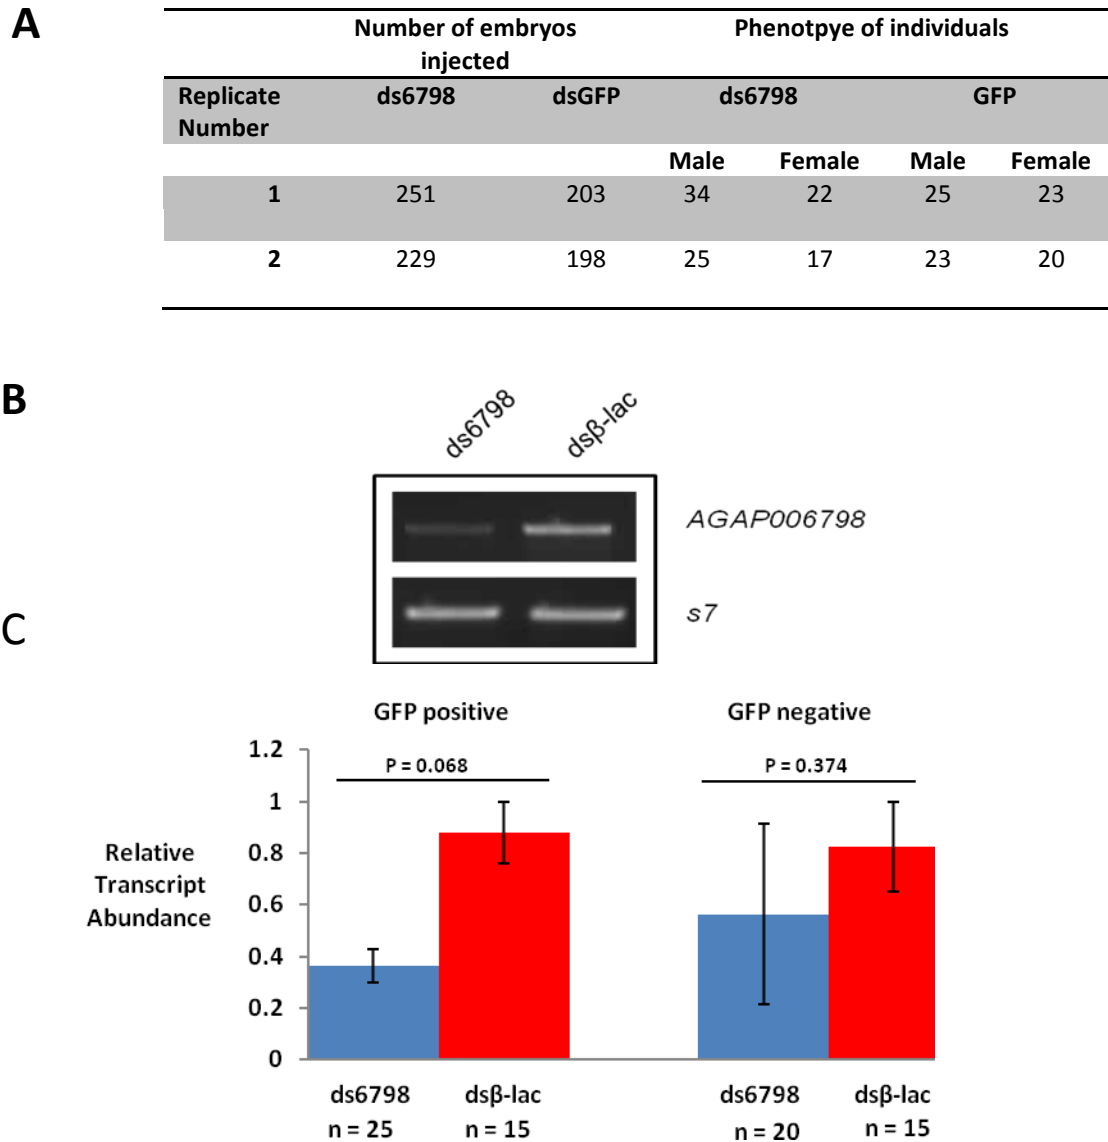 A
Number of embryos injected Phenotpye of individuals
Replicate Number ds6798 dsGFP ds6798 GFP
Male Female Male Female
1 251 203 34 22 25 23
2 229 198 25 17 23 20
B
ds6798 dsβ-lac
AGAP006798
s7
C
GFP positive GFP negative
P = 0.068 P = 0.374
1.2
1
0.8
0.6
0.4
0.2
0
Relative
Transcript
Abundance
ds6798 dsβ-lac ds6798 dsβ-lac
n = 25 n = 15 n = 20 n = 15